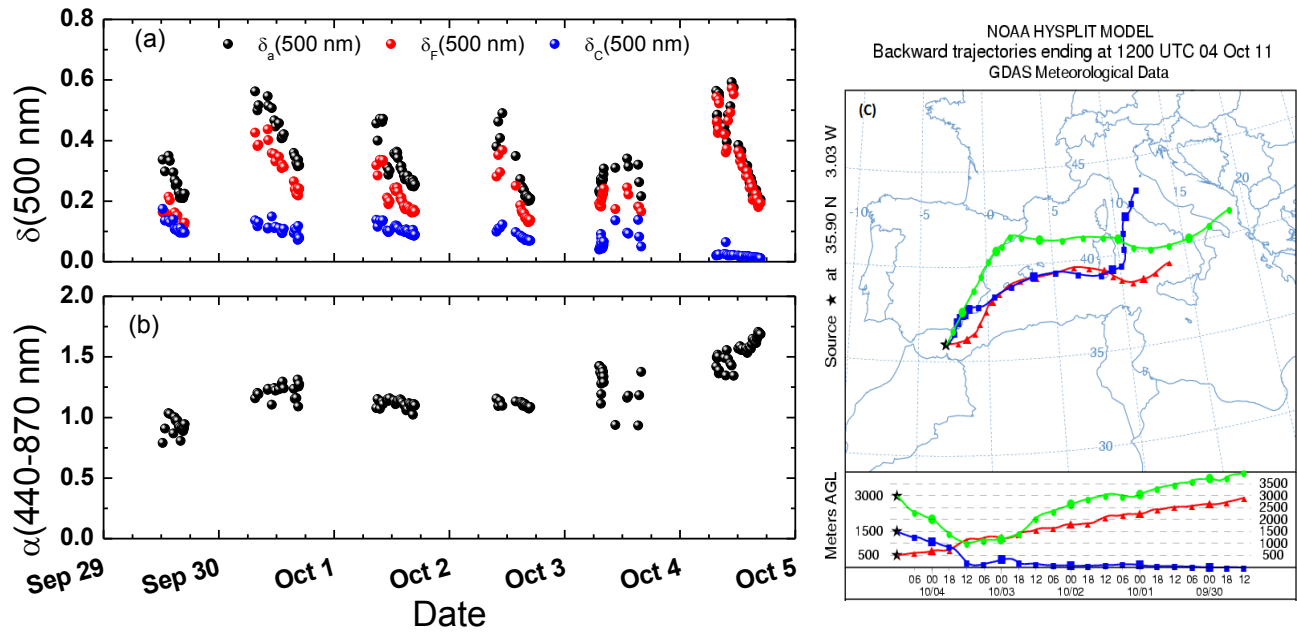 (a)
δa(500 nm) δF(500 nm) δC(500 nm)
δ(500 nm)
0.8
0.6
0.4
0.2
0.0
(b)
α(440-870 nm)
2.0
1.5
1.0
0.5
0.0
Sep 29 Sep 30 Oct 1 Oct 2 Oct 3 Oct 4 Oct 5
Date
NOAA HYSPLIT MODEL
Backward trajectories ending at 1200 UTC 04 Oct 11
GDAS Meteorological Data
(c)
Source ★ at 35.90 N 3.03 W
-10 -5 0 5 10 15 20
45
40
35
30
Meters AGL
3000
1500
500
3500
3000
2500
2000
1500
1000
500
06 00 18 12 06 00 18 12 06 00 18 12 06 00 18 12 06 00 18 12
10/04 10/03 10/02 10/01 09/30